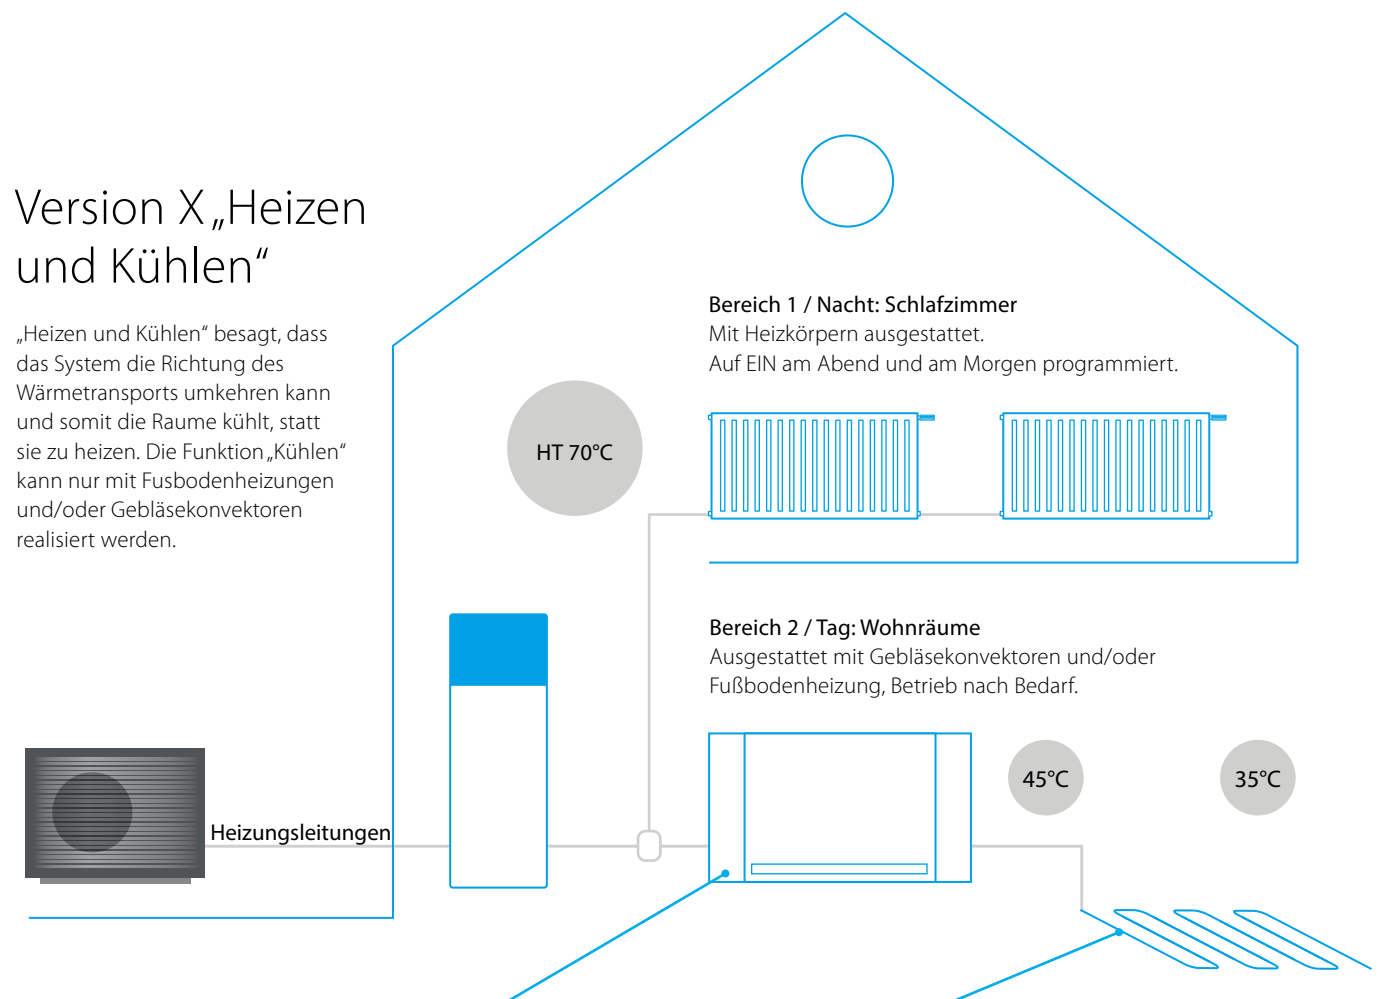 Version X „Heizen
und Kühlen“
„Heizen und Kühlen“ besagt, dass
das System die Richtung des
Wärmetransports umkehren kann
und somit die Raume kühlt, statt
sie zu heizen. Die Funktion „Kühlen“
kann nur mit Fusbodenheizungen
und/oder Gebläsekonvektoren
realisiert werden.
Bereich 1 / Nacht: Schlafzimmer
Mit Heizkörpern ausgestattet.
Auf EIN am Abend und am Morgen programmiert.
HT 70°C
Bereich 2 / Tag: Wohnräume
Ausgestattet mit Gebläsekonvektoren und/oder
Fußbodenheizung, Betrieb nach Bedarf.
45°C
35°C
Heizungsleitungen